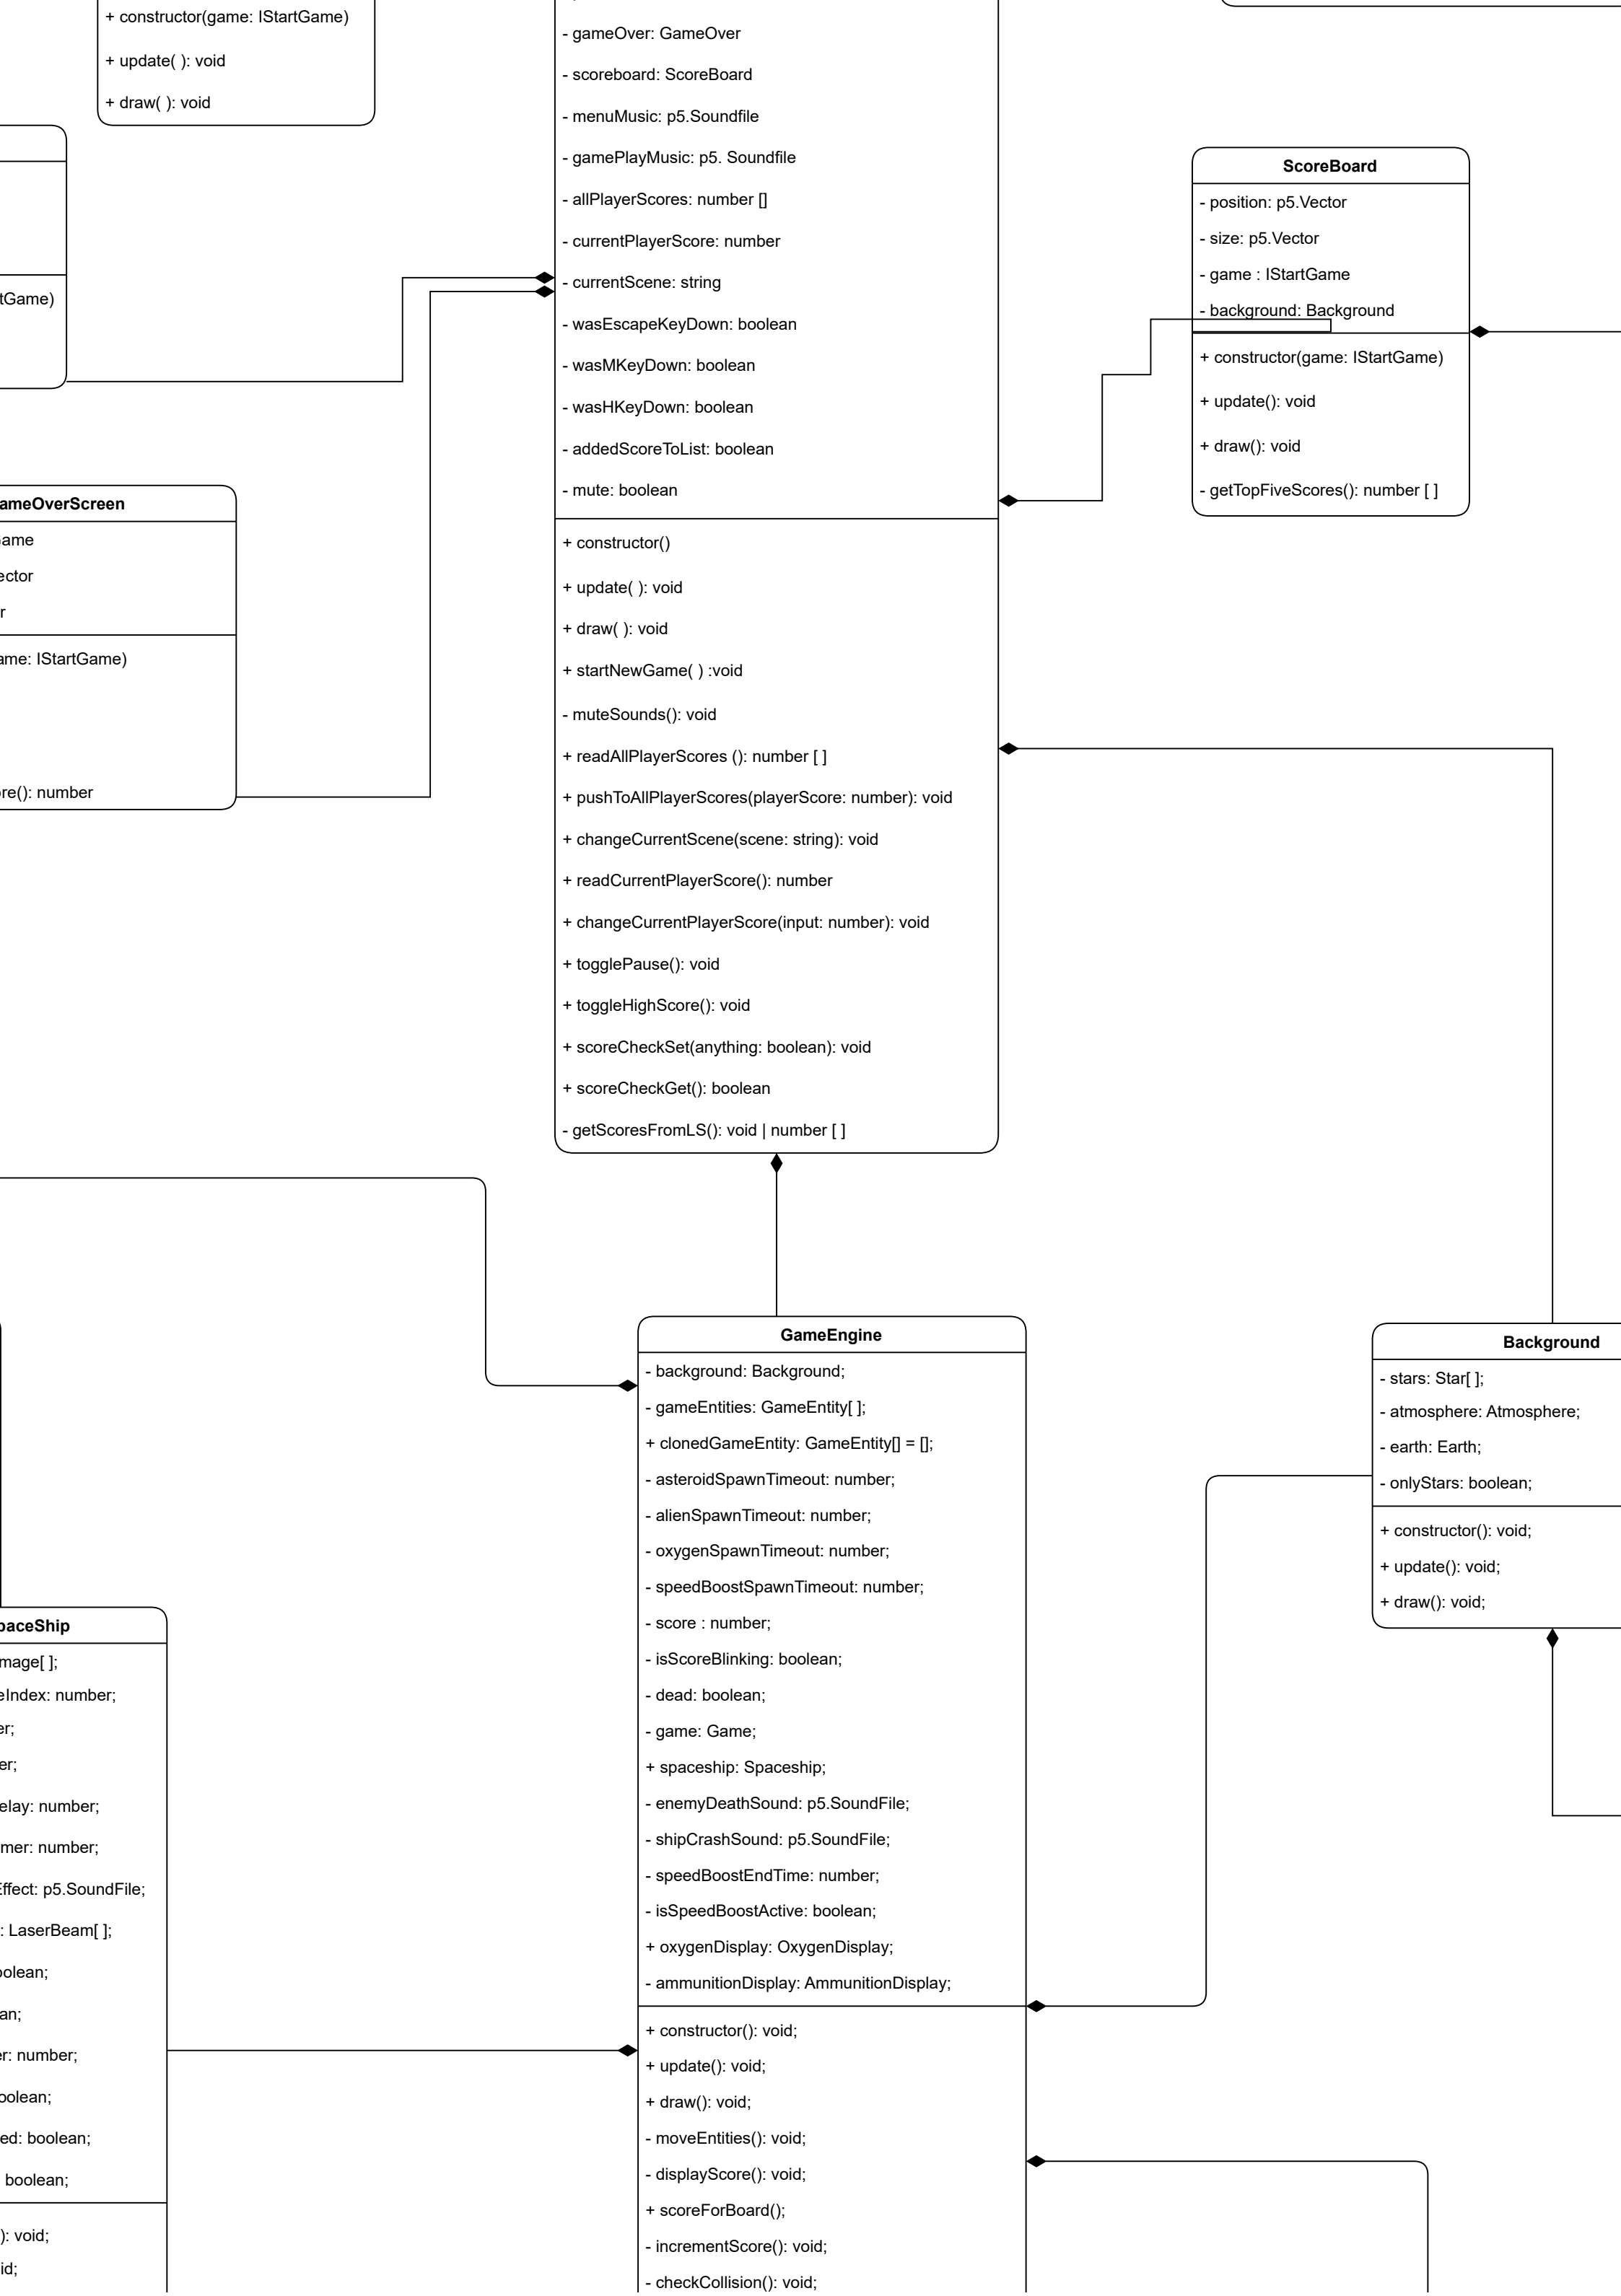 + constructor(game: IStartGame)
+ update( ): void
+ draw( ): void
tGame)
ameOverScreen
ame
ector
r
ame: IStartGame)
re(): number
- gameOver: GameOver
- scoreboard: ScoreBoard
- menuMusic: p5.Soundfile
- gamePlayMusic: p5. Soundfile
- allPlayerScores: number []
- currentPlayerScore: number
- currentScene: string
- wasEscapeKeyDown: boolean
- wasMKeyDown: boolean
- wasHKeyDown: boolean
- addedScoreToList: boolean
- mute: boolean
+ constructor()
+ update( ): void
+ draw( ): void
+ startNewGame( ) :void
- muteSounds(): void
+ readAllPlayerScores (): number [ ]
+ pushToAllPlayerScores(playerScore: number): void
+ changeCurrentScene(scene: string): void
+ readCurrentPlayerScore(): number
+ changeCurrentPlayerScore(input: number): void
+ togglePause(): void
+ toggleHighScore(): void
+ scoreCheckSet(anything: boolean): void
+ scoreCheckGet(): boolean
- getScoresFromLS(): void | number [ ]
ScoreBoard
- position: p5.Vector
- size: p5.Vector
- game : IStartGame
- background: Background
+ constructor(game: IStartGame)
+ update(): void
+ draw(): void
- getTopFiveScores(): number [ ]
paceShip
mage[ ];
eIndex: number;
er;
er;
elay: number;
mer: number;
Effect: p5.SoundFile;
: LaserBeam[ ];
oolean;
an;
er: number;
oolean;
ed: boolean;
boolean;
): void;
id;
GameEngine
- background: Background;
- gameEntities: GameEntity[ ];
+ clonedGameEntity: GameEntity[] = [];
- asteroidSpawnTimeout: number;
- alienSpawnTimeout: number;
- oxygenSpawnTimeout: number;
- speedBoostSpawnTimeout: number;
- score : number;
- isScoreBlinking: boolean;
- dead: boolean;
- game: Game;
+ spaceship: Spaceship;
- enemyDeathSound: p5.SoundFile;
- shipCrashSound: p5.SoundFile;
- speedBoostEndTime: number;
- isSpeedBoostActive: boolean;
+ oxygenDisplay: OxygenDisplay;
- ammunitionDisplay: AmmunitionDisplay;
+ constructor(): void;
+ update(): void;
+ draw(): void;
- moveEntities(): void;
- displayScore(): void;
+ scoreForBoard();
- incrementScore(): void;
- checkCollision(): void;
Background
- stars: Star[ ];
- atmosphere: Atmosphere;
- earth: Earth;
- onlyStars: boolean;
+ constructor(): void;
+ update(): void;
+ draw(): void;